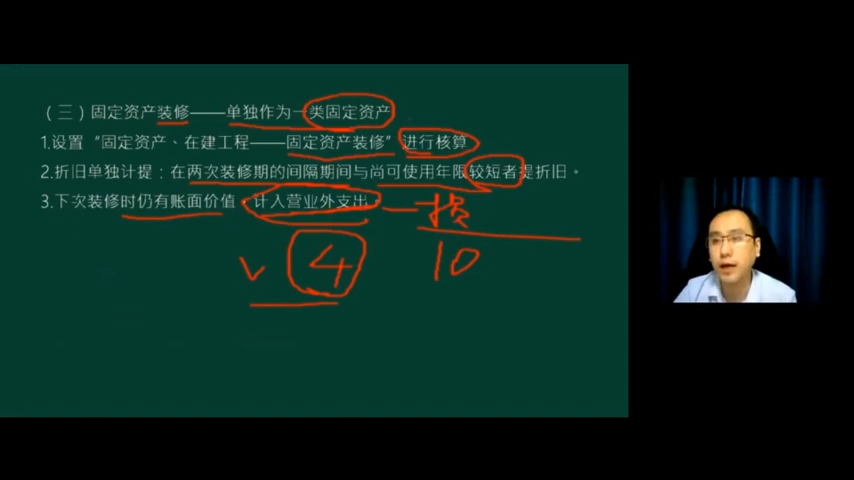 （三）固定资产装修——单独作为一类固定资产
1.设置“固定资产、在建工程——固定资产装修”进行核算
2.折旧单独计提：在两次装修期的间隔期间与尚可使用年限较短者提折旧。
3.下次装修时仍有账面价值，计入营业外支出。—损
√ 4 10